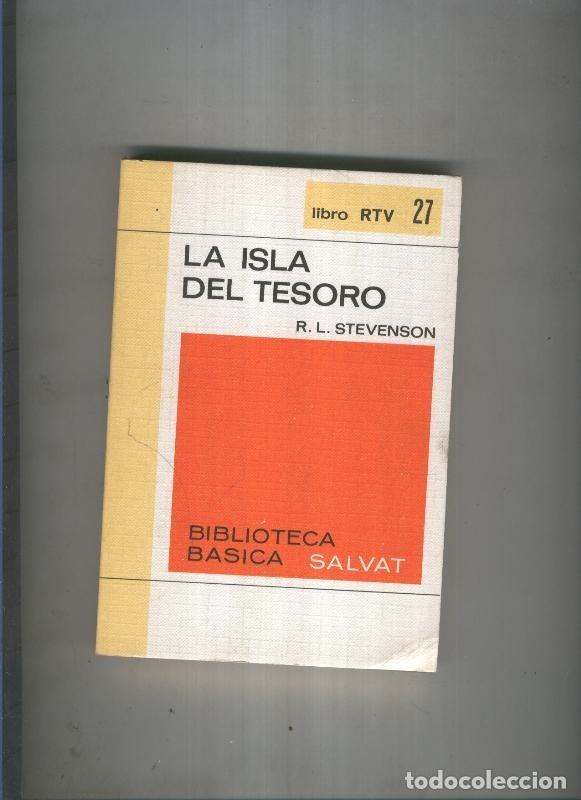 libro RTV 27
LA ISLA
DEL TESORO
R. L. STEVENSON
BIBLIOTECA
BASICA SALVAT
todocoleccion